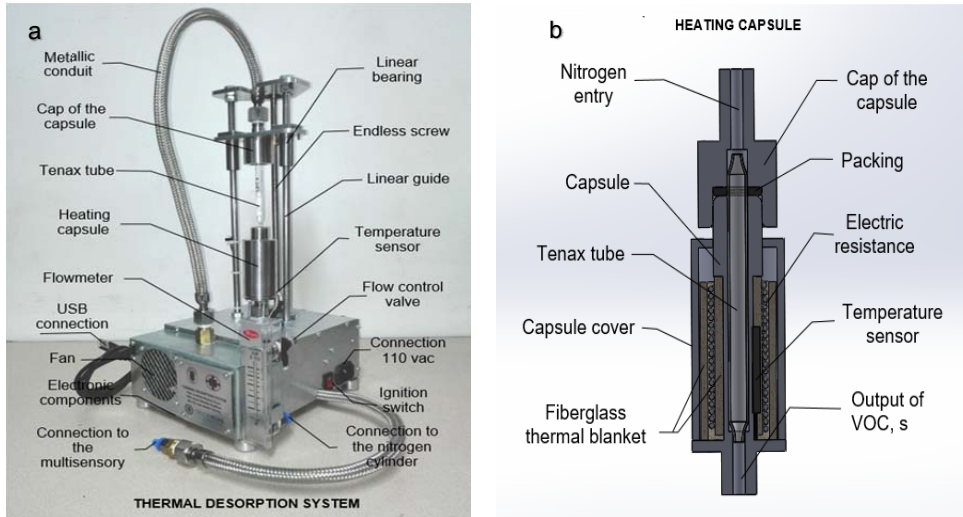 a
Metallic
conduit
Cap of the
capsule
Tenax tube
Heating
capsule
Flowmeter
USB
connection
Fan
Electronic
components
Connection to
the
multisensory
Linear
bearing
Endless screw
Linear guide
Temperature
sensor
Flow control
valve
Connection
110 vac
Ignition
switch
Connection to
the nitrogen
cylinder
THERMAL DESORPTION SYSTEM
b
HEATING CAPSULE
Nitrogen
entry
Capsule
Tenax tube
Capsule cover
Fiberglass
thermal blanket
Cap of the
capsule
Packing
Electric
resistance
Temperature
sensor
Output of
VOC, s